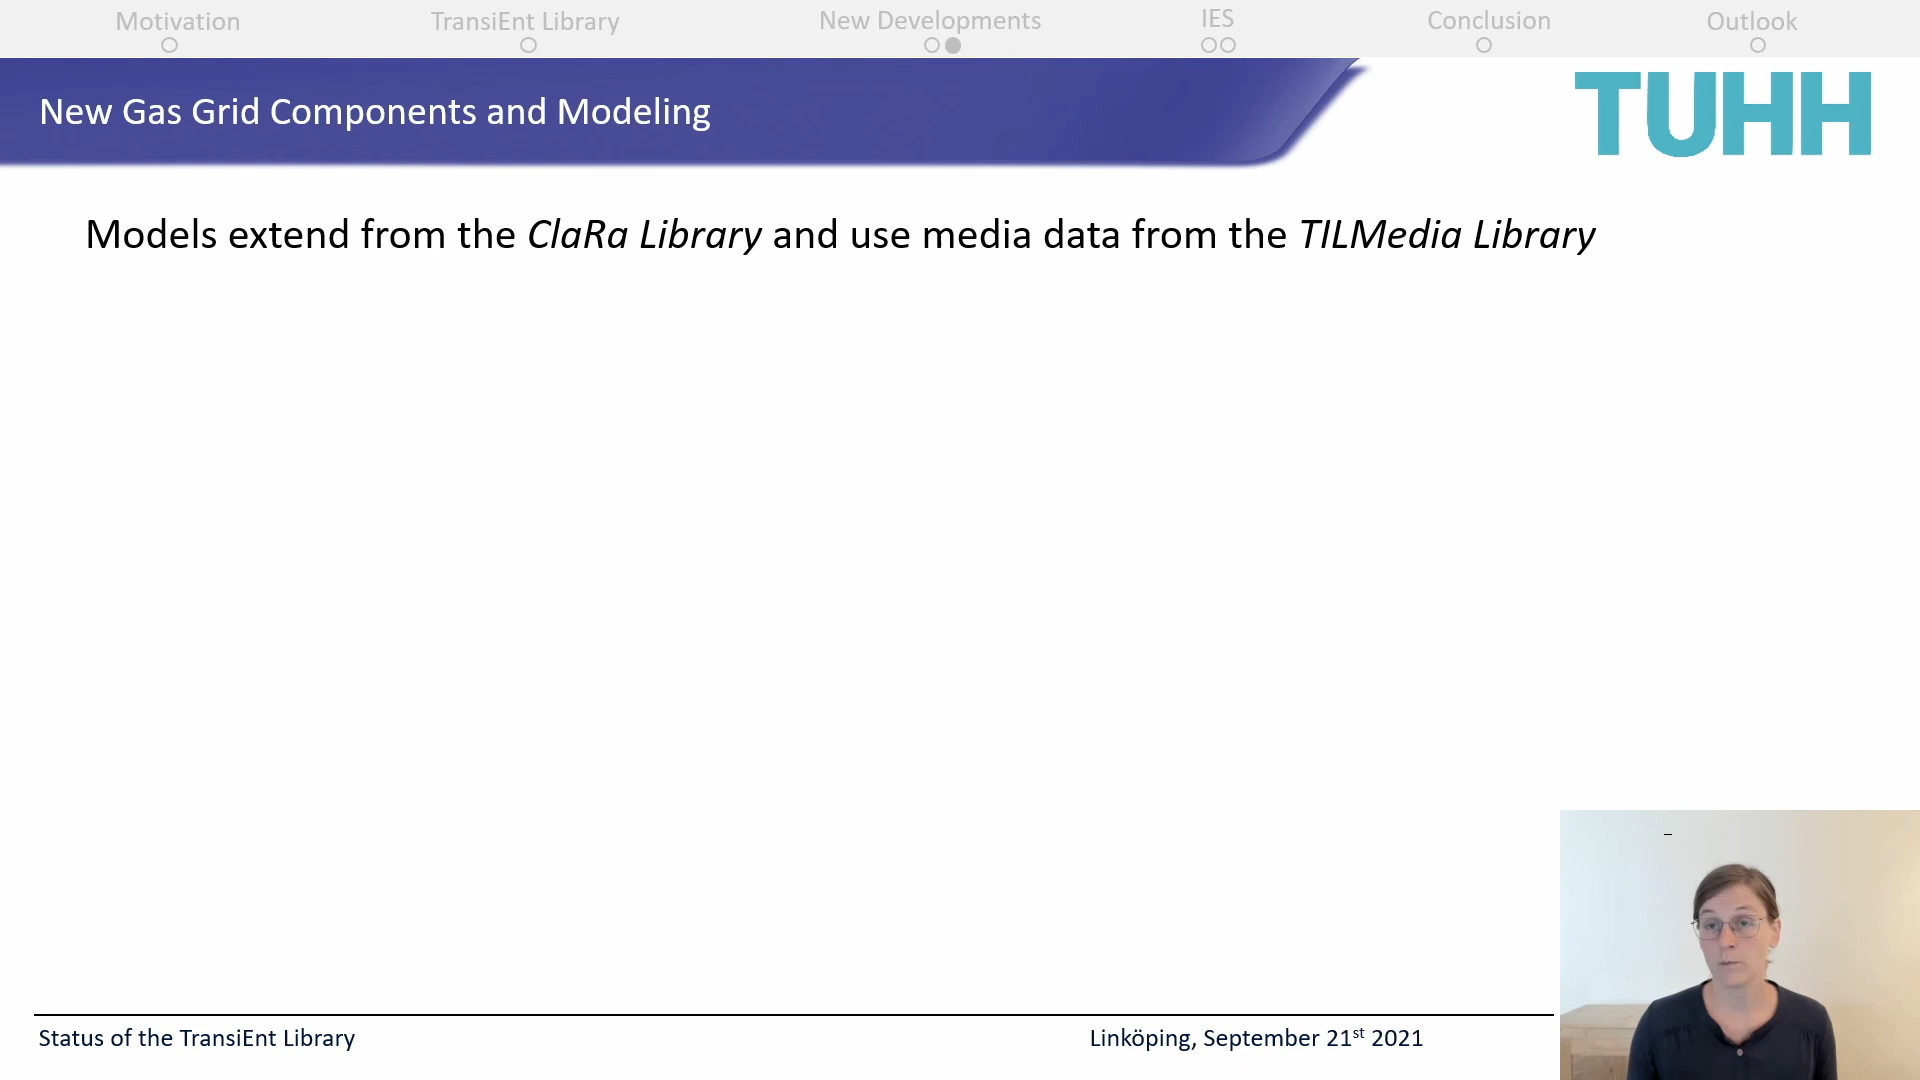 Motivation
TransiEnt Library
New Developments
IES
Conclusion
Outlook
New Gas Grid Components and Modeling
TUHH
Models extend from the ClaRa Library and use media data from the TILMedia Library
Status of the TransiEnt Library
Linköping, September 21st 2021